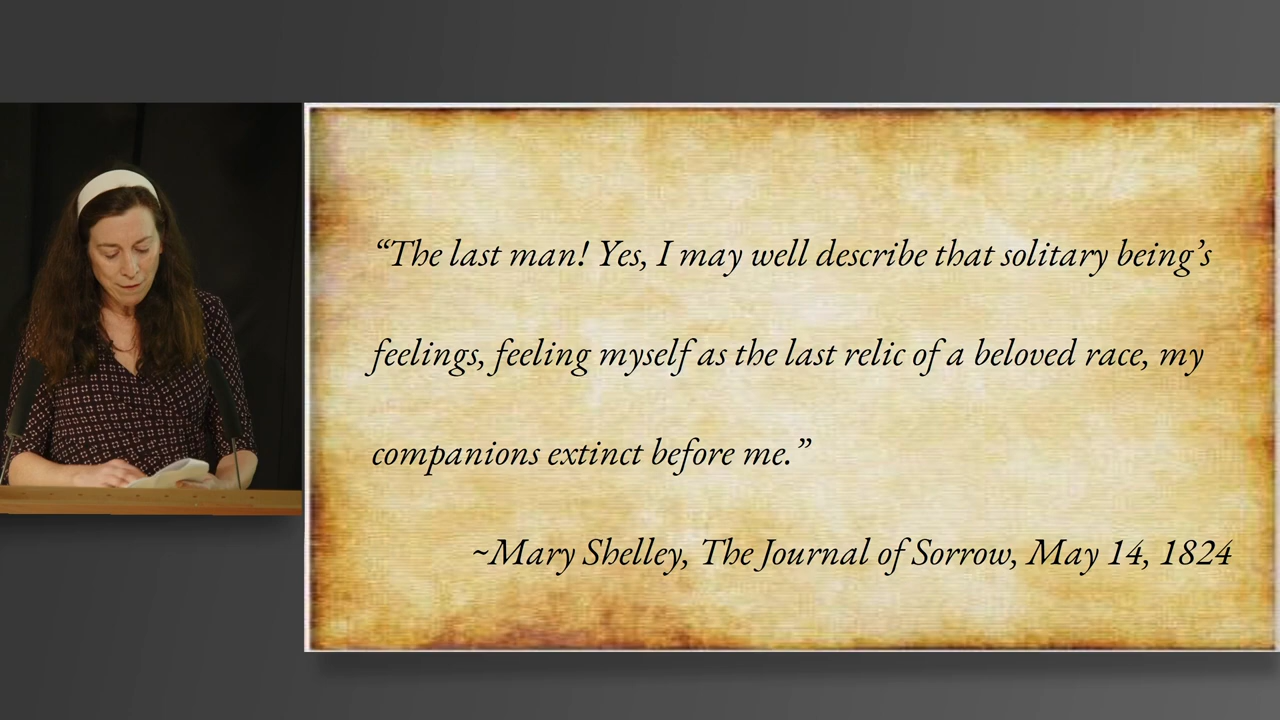 “The last man! Yes, I may well describe that solitary being’s
feelings, feeling myself as the last relic of a beloved race, my
companions extinct before me.”
~Mary Shelley, The Journal of Sorrow, May 14, 1824